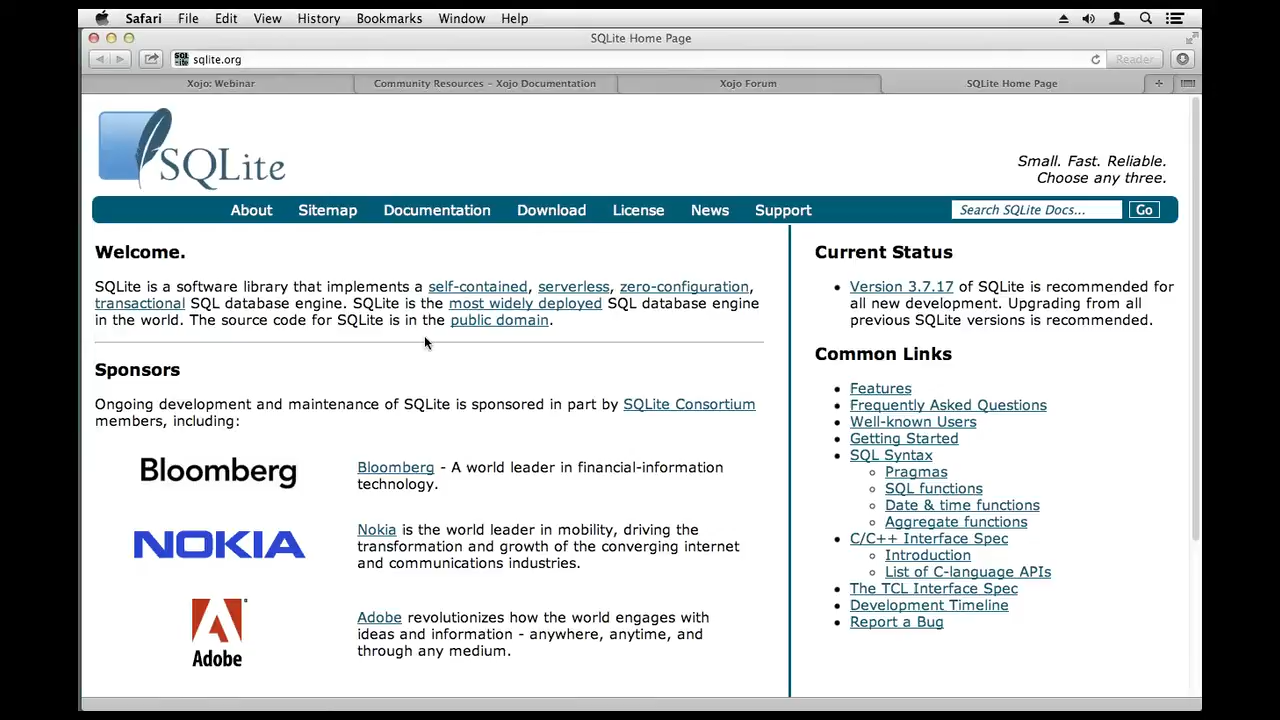 Safari File Edit View History Bookmarks Window Help
SQLite Home Page
sqlite.org
Reader
Xojo: Webinar
Community Resources – Xojo Documentation
Xojo Forum
SQLite Home Page
SQLite
Small. Fast. Reliable.
Choose any three.
About Sitemap Documentation Download License News Support
Search SQLite Docs...
Go
Welcome.
SQLite is a software library that implements a self-contained, serverless, zero-configuration,
transactional SQL database engine. SQLite is the most widely deployed SQL database engine
in the world. The source code for SQLite is in the public domain.
Sponsors
Ongoing development and maintenance of SQLite is sponsored in part by SQLite Consortium
members, including:
Bloomberg
Bloomberg - A world leader in financial-information
technology.
NOKIA
Nokia is the world leader in mobility, driving the
transformation and growth of the converging internet
and communications industries.
Adobe
Adobe revolutionizes how the world engages with
ideas and information - anywhere, anytime, and
through any medium.
Current Status
Version 3.7.17 of SQLite is recommended for
all new development. Upgrading from all
previous SQLite versions is recommended.
Common Links
Features
Frequently Asked Questions
Well-known Users
Getting Started
SQL Syntax
Pragmas
SQL functions
Date & time functions
Aggregate functions
C/C++ Interface Spec
Introduction
List of C-language APIs
The TCL Interface Spec
Development Timeline
Report a Bug